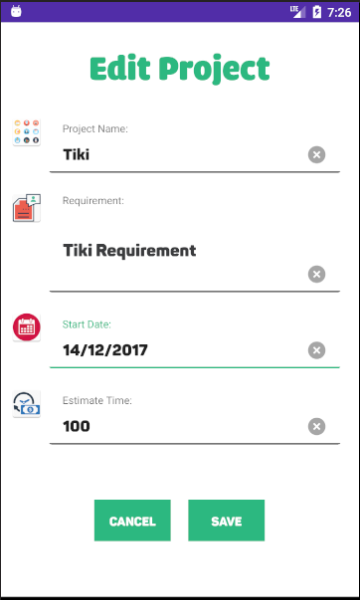 LTE 7:26
Edit Project
Project Name:
Tiki
Requirement:
Tiki Requirement
Start Date:
14/12/2017
Estimate Time:
100
CANCEL SAVE